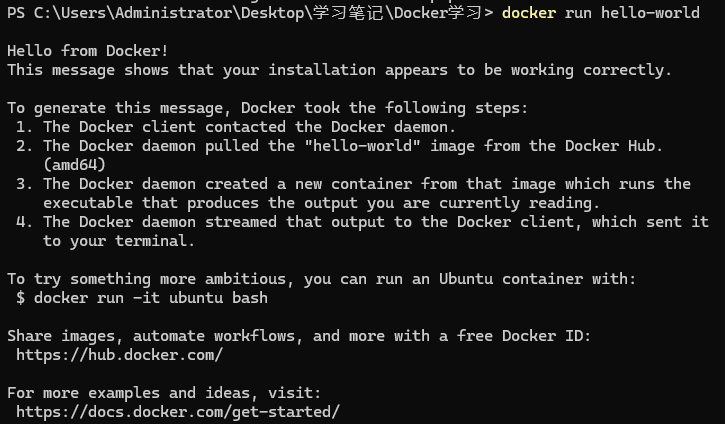 PS C:\Users\Administrator\Desktop\学习笔记\Docker学习> docker run hello-world
Hello from Docker!
This message shows that your installation appears to be working correctly.
To generate this message, Docker took the following steps:
1. The Docker client contacted the Docker daemon.
2. The Docker daemon pulled the "hello-world" image from the Docker Hub.
(amd64)
3. The Docker daemon created a new container from that image which runs the
executable that produces the output you are currently reading.
4. The Docker daemon streamed that output to the Docker client, which sent it
to your terminal.
To try something more ambitious, you can run an Ubuntu container with:
$ docker run -it ubuntu bash
Share images, automate workflows, and more with a free Docker ID:
https://hub.docker.com/
For more examples and ideas, visit:
https://docs.docker.com/get-started/